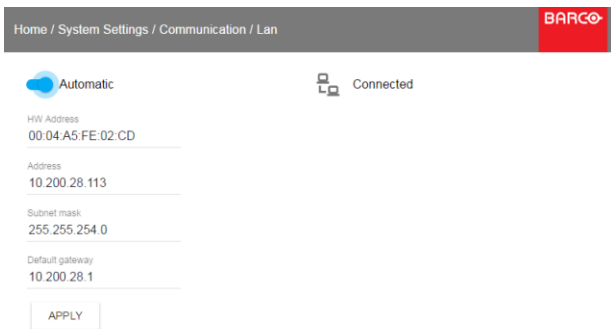 Home / System Settings / Communication / Lan
BARCO
Automatic
Connected
HW Address
00:04:A5:FE:02:CD
Address
10.200.28.113
Subnet mask
255.255.254.0
Default gateway
10.200.28.1
APPLY